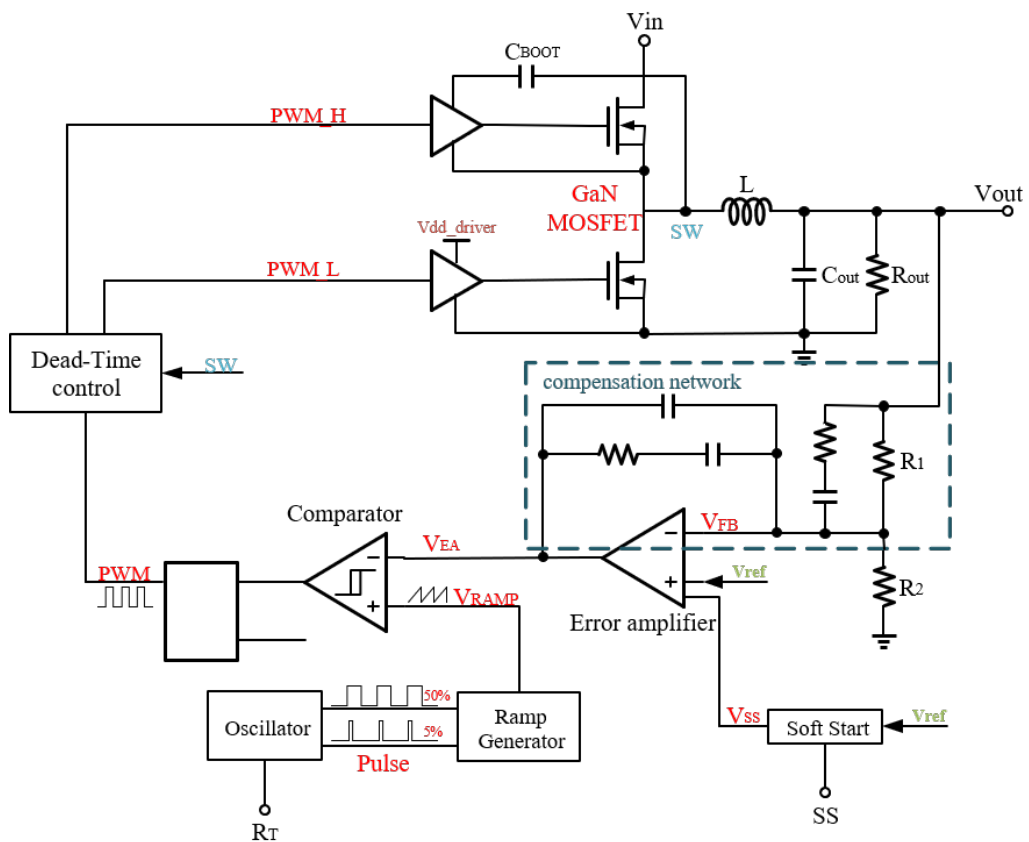 Vin
CBOOT
PWM_H
GaN
MOSFET
L
Vout
SW
Vdd_driver
PWM_L
Cout
Rout
Dead-Time
control
SW
compensation network
R1
Comparator
VFB
VEA
Vref
PWM
R2
VRAMP
Error amplifier
50%
Oscillator
5%
Ramp
Generator
Pulse
VSS
Soft Start
Vref
RT
SS